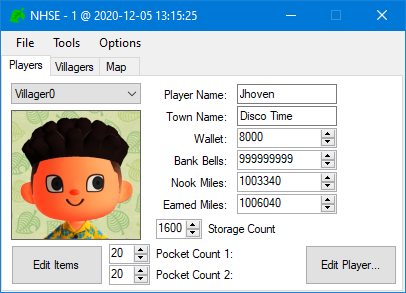 NHSE - 1 @ 2020-12-05 13:15:25
File Tools Options
Players Villagers Map
Villager0
Player Name: Jhoven
Town Name: Disco Time
Wallet: 8000
Bank Bells: 999999999
Nook Miles: 1003340
Earned Miles: 1006040
1600 Storage Count
Edit Items
20 Pocket Count 1:
20 Pocket Count 2:
Edit Player...